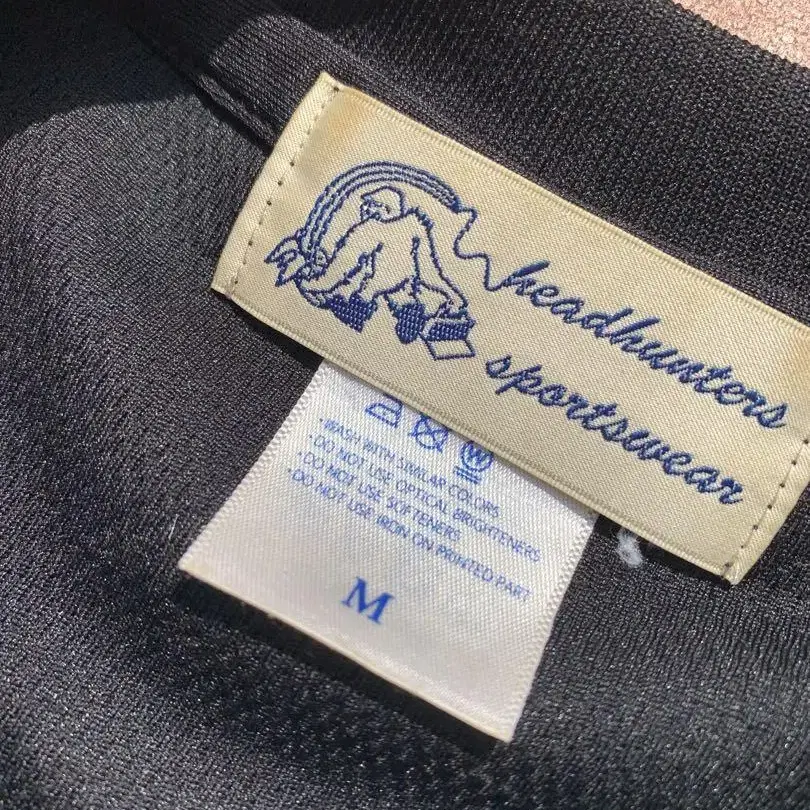 headhunters
sportswear
·WASH WITH SIMILAR COLORS
·DO NOT USE OPTICAL BRIGHTENERS
·DO NOT USE SOFTENERS
·DO NOT USE IRON ON PRINTED PART
M